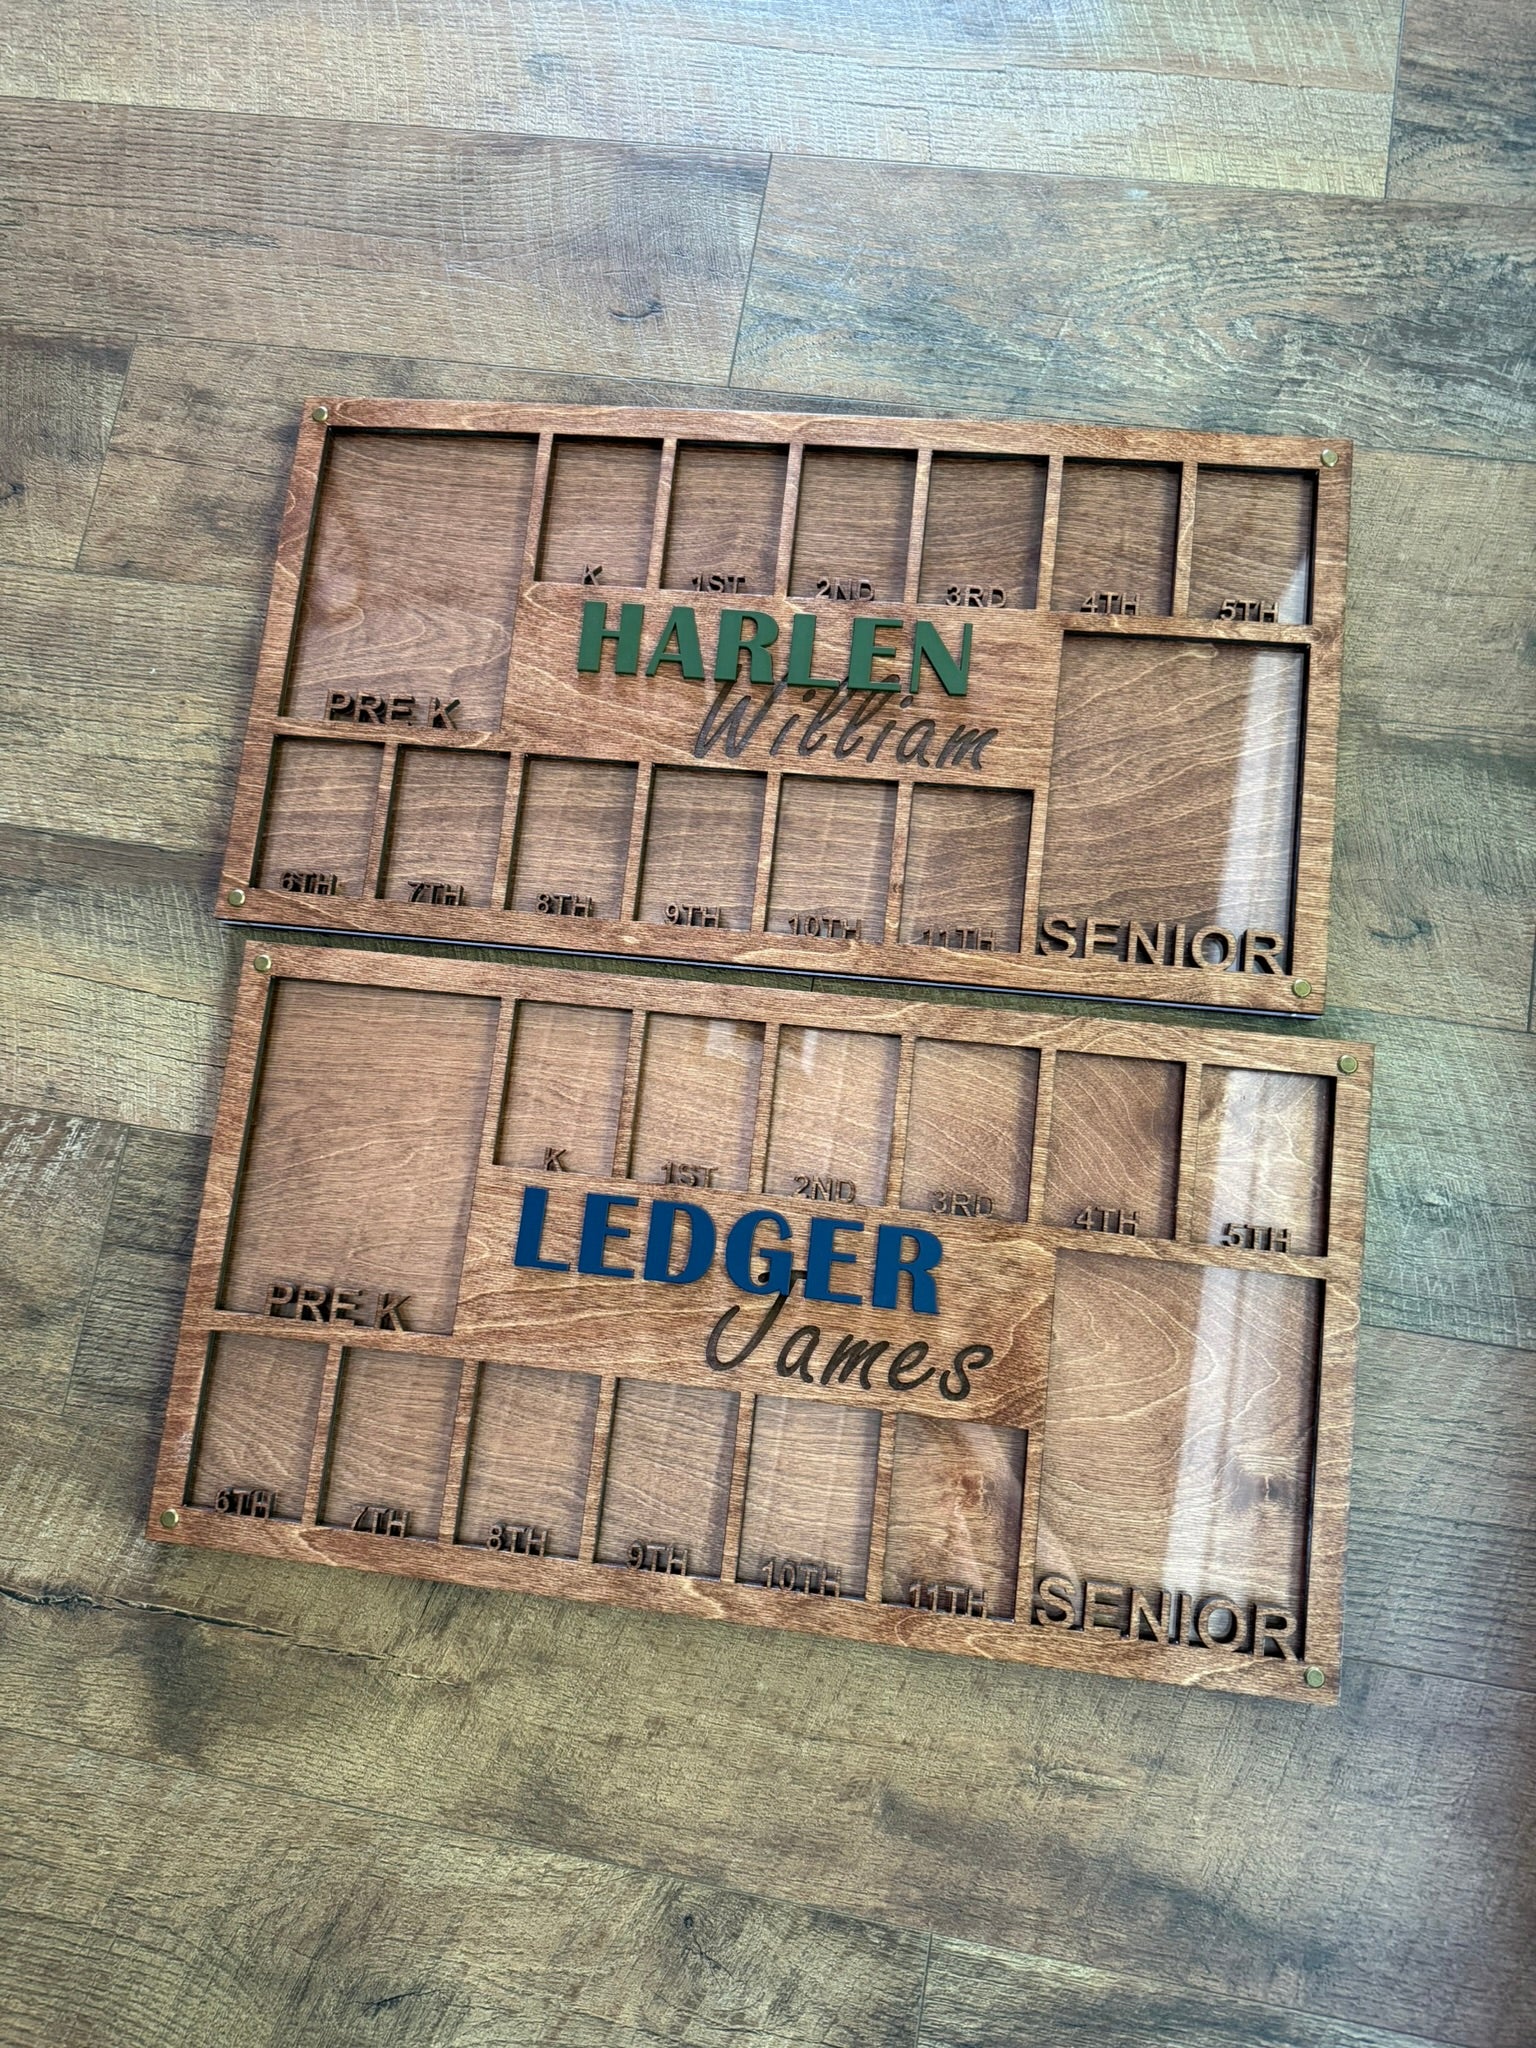 K 1ST 2ND 3RD 4TH 5TH
HARLEN
William
PRE K
6TH 7TH 8TH 9TH 10TH 11TH SENIOR
K 1ST 2ND 3RD 4TH 5TH
LEDGER
James
PRE K
6TH 7TH 8TH 9TH 10TH 11TH SENIOR